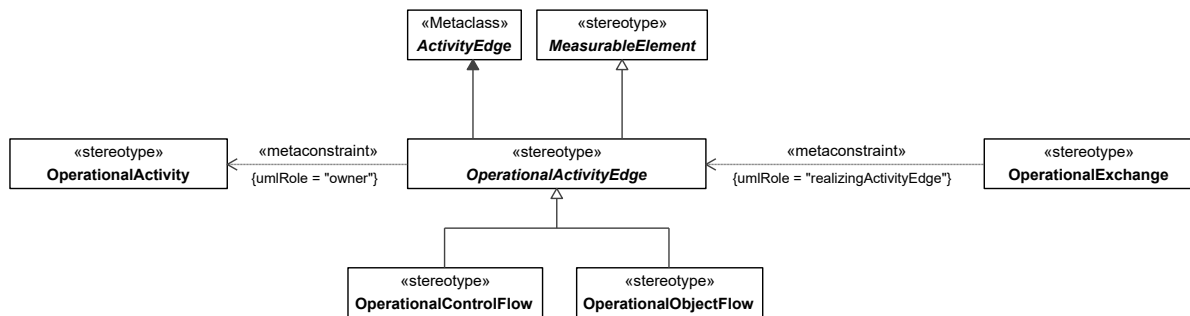 «Metaclass»
ActivityEdge
«stereotype»
MeasurableElement
«stereotype»
OperationalActivity
«metaconstraint»
{umlRole = "owner"}
«stereotype»
OperationalActivityEdge
«metaconstraint»
{umlRole = "realizingActivityEdge"}
«stereotype»
OperationalExchange
«stereotype»
OperationalControlFlow
«stereotype»
OperationalObjectFlow